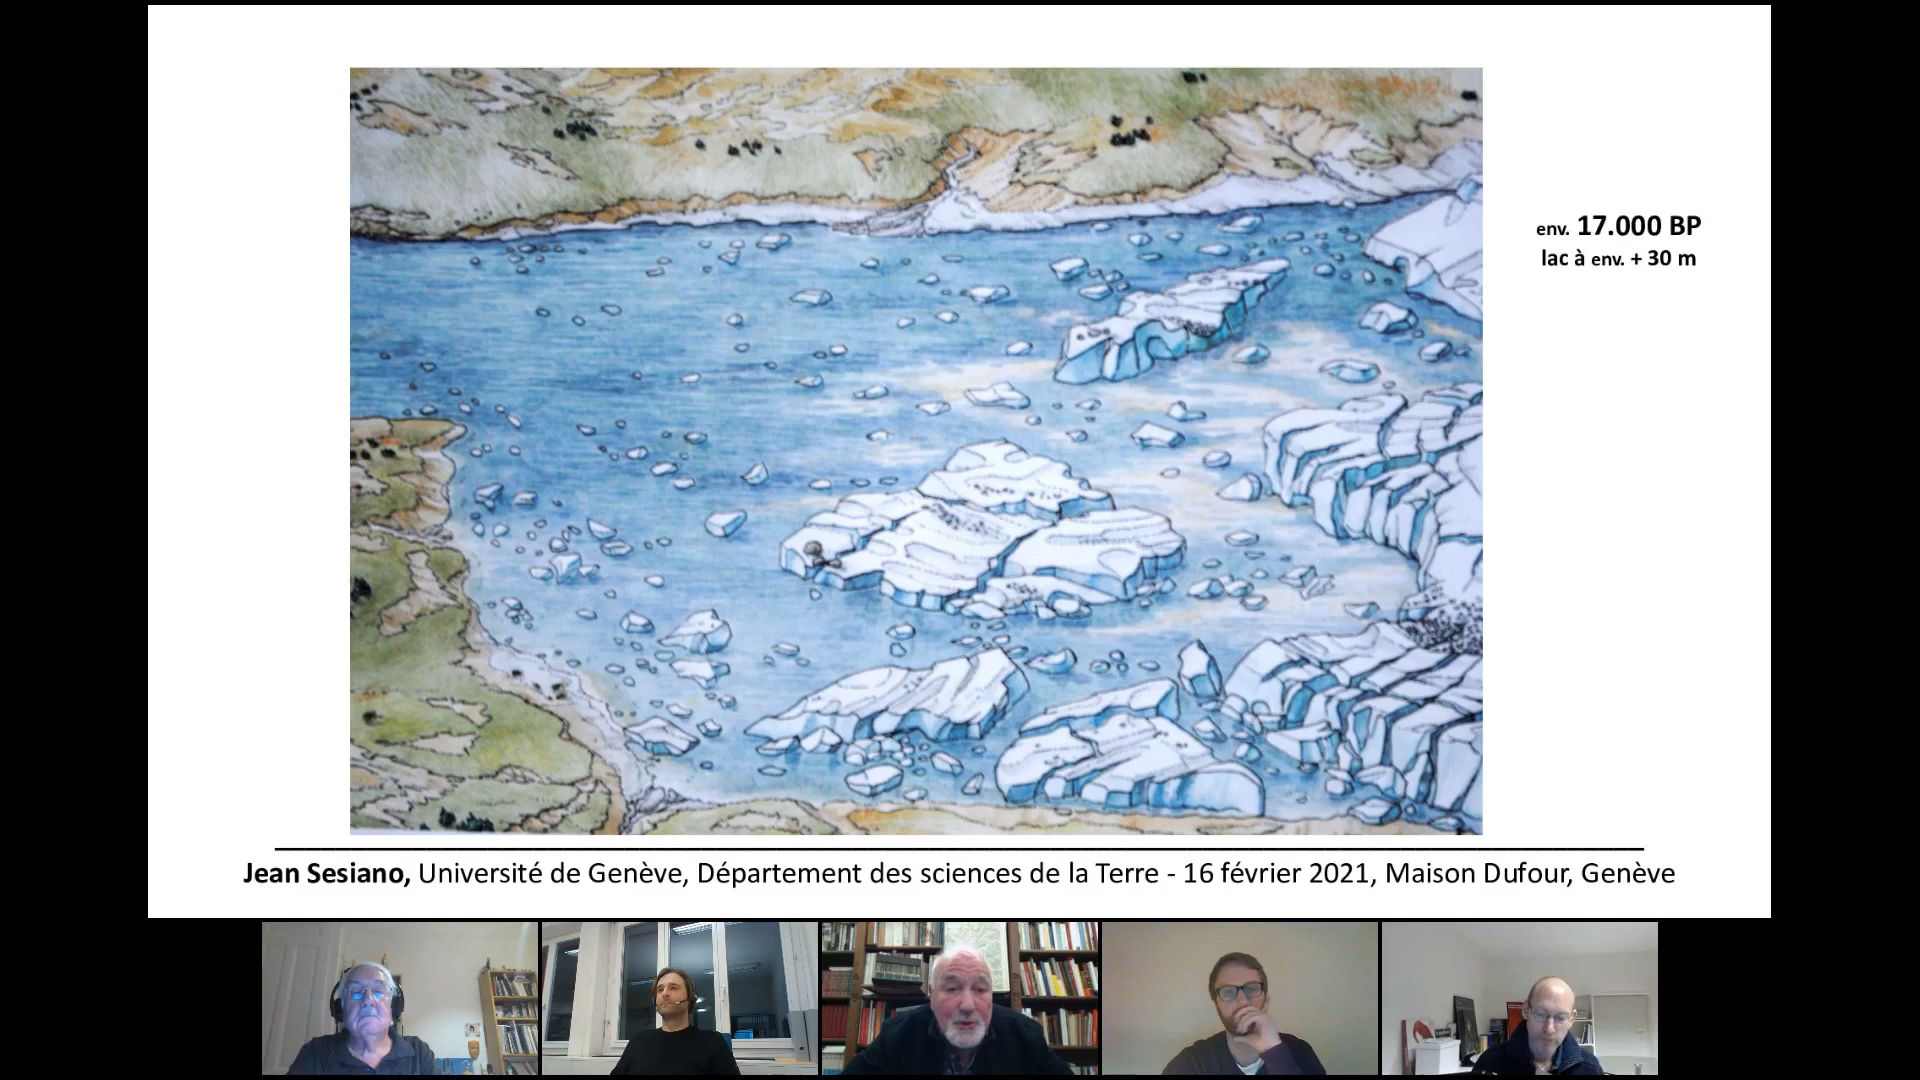 env. 17.000 BP
lac à env. + 30 m
Jean Sesiano, Université de Genève, Département des sciences de la Terre - 16 février 2021, Maison Dufour, Genève